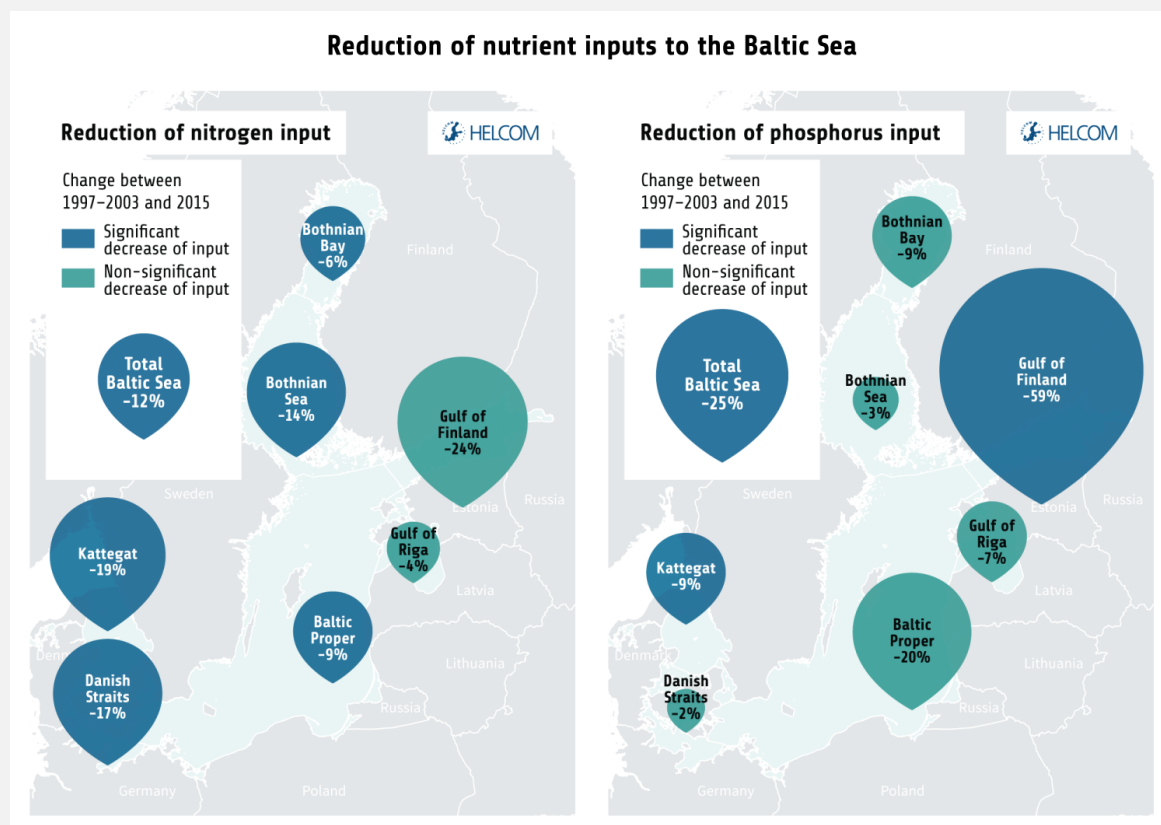 Reduction of nutrient inputs to the Baltic Sea
Reduction of nitrogen input
HELCOM
Change between
1997–2003 and 2015
Significant
decrease of input
Non-significant
decrease of input
Total
Baltic Sea
-12%
Bothnian
Bay
-6%
Finland
Bothnian
Sea
-14%
Gulf of
Finland
-24%
Sweden
Estonia
Russia
Kattegat
-19%
Gulf of
Riga
-4%
Latvia
Baltic
Proper
-9%
Denm
Lithuania
Danish
Straits
-17%
Russia
Germany
Poland
Reduction of phosphorus input
HELCOM
Change between
1997–2003 and 2015
Significant
decrease of input
Non-significant
decrease of input
Total
Baltic Sea
-25%
Bothnian
Bay
-9%
Finland
Gulf of
Finland
-59%
Bothnian
Sea
-3%
Sweden
Estonia
Russia
Gulf of
Riga
-7%
Kattegat
-9%
Latvia
Baltic
Proper
-20%
Denmark
Lithuania
Danish
Straits
-2%
Russia
Germany
Poland